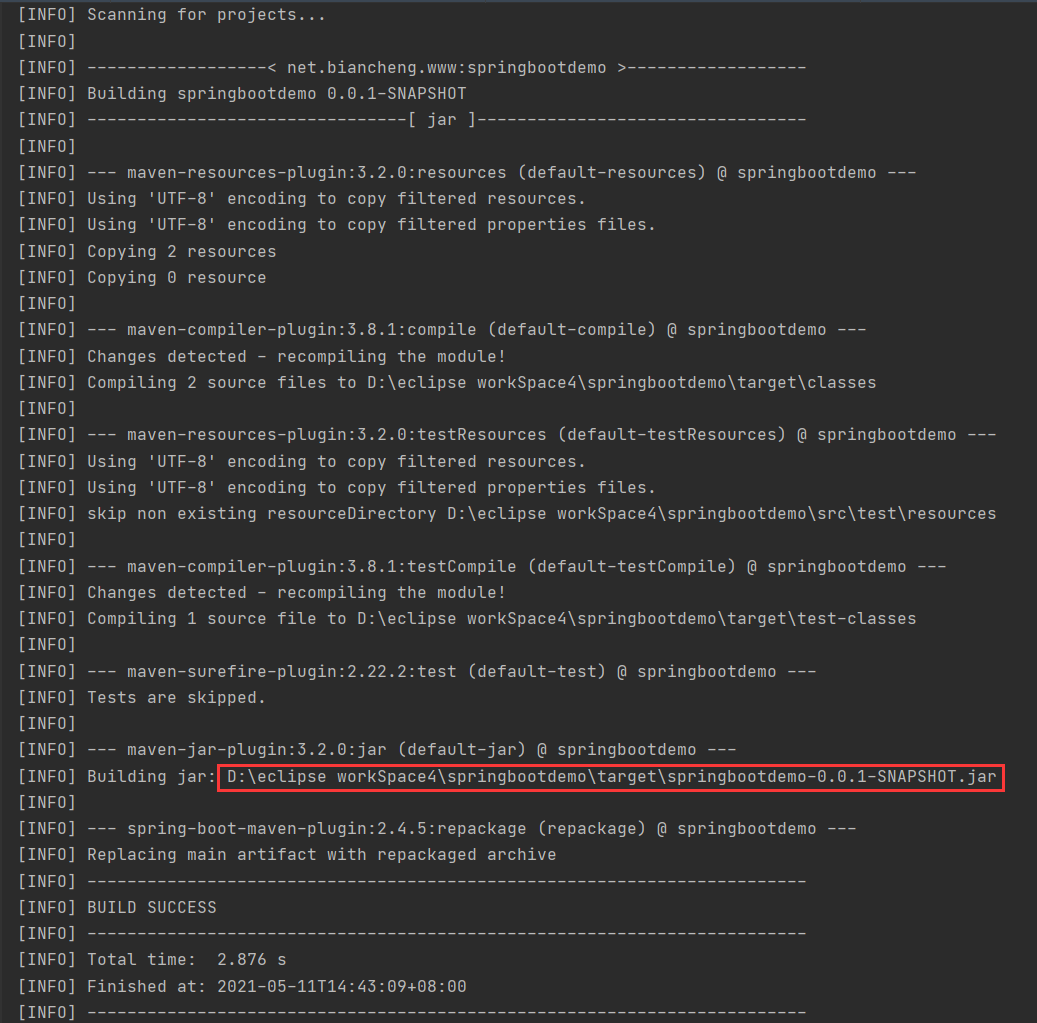 [INFO] Scanning for projects...
[INFO]
[INFO] ------------------< net.biancheng.www:springbootdemo >------------------
[INFO] Building springbootdemo 0.0.1-SNAPSHOT
[INFO] --------------------------------[ jar ]---------------------------------
[INFO]
[INFO] --- maven-resources-plugin:3.2.0:resources (default-resources) @ springbootdemo ---
[INFO] Using 'UTF-8' encoding to copy filtered resources.
[INFO] Using 'UTF-8' encoding to copy filtered properties files.
[INFO] Copying 2 resources
[INFO] Copying 0 resource
[INFO]
[INFO] --- maven-compiler-plugin:3.8.1:compile (default-compile) @ springbootdemo ---
[INFO] Changes detected - recompiling the module!
[INFO] Compiling 2 source files to D:\eclipse workSpace4\springbootdemo\target\classes
[INFO]
[INFO] --- maven-resources-plugin:3.2.0:testResources (default-testResources) @ springbootdemo ---
[INFO] Using 'UTF-8' encoding to copy filtered resources.
[INFO] Using 'UTF-8' encoding to copy filtered properties files.
[INFO] skip non existing resourceDirectory D:\eclipse workSpace4\springbootdemo\src\test\resources
[INFO]
[INFO] --- maven-compiler-plugin:3.8.1:testCompile (default-testCompile) @ springbootdemo ---
[INFO] Changes detected - recompiling the module!
[INFO] Compiling 1 source file to D:\eclipse workSpace4\springbootdemo\target\test-classes
[INFO]
[INFO] --- maven-surefire-plugin:2.22.2:test (default-test) @ springbootdemo ---
[INFO] Tests are skipped.
[INFO]
[INFO] --- maven-jar-plugin:3.2.0:jar (default-jar) @ springbootdemo ---
[INFO] Building jar: D:\eclipse workSpace4\springbootdemo\target\springbootdemo-0.0.1-SNAPSHOT.jar
[INFO]
[INFO] --- spring-boot-maven-plugin:2.4.5:repackage (repackage) @ springbootdemo ---
[INFO] Replacing main artifact with repackaged archive
[INFO] ------------------------------------------------------------------------
[INFO] BUILD SUCCESS
[INFO] ------------------------------------------------------------------------
[INFO] Total time:  2.876 s
[INFO] Finished at: 2021-05-11T14:43:09+08:00
[INFO] ------------------------------------------------------------------------